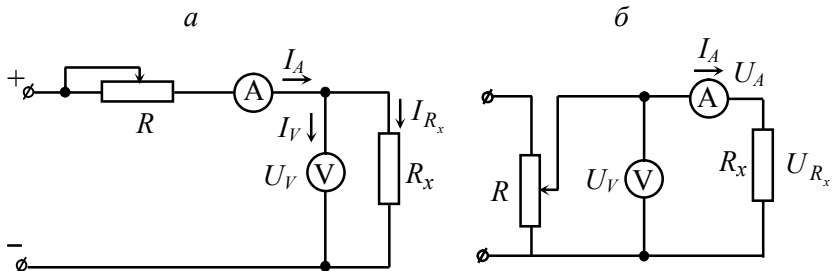 а
б
I_A
I_A
U_A
+
A
A
R
I_V
I_{R_x}
U_V
V
R_x
R
U_V
V
R_x
U_{R_x}
–